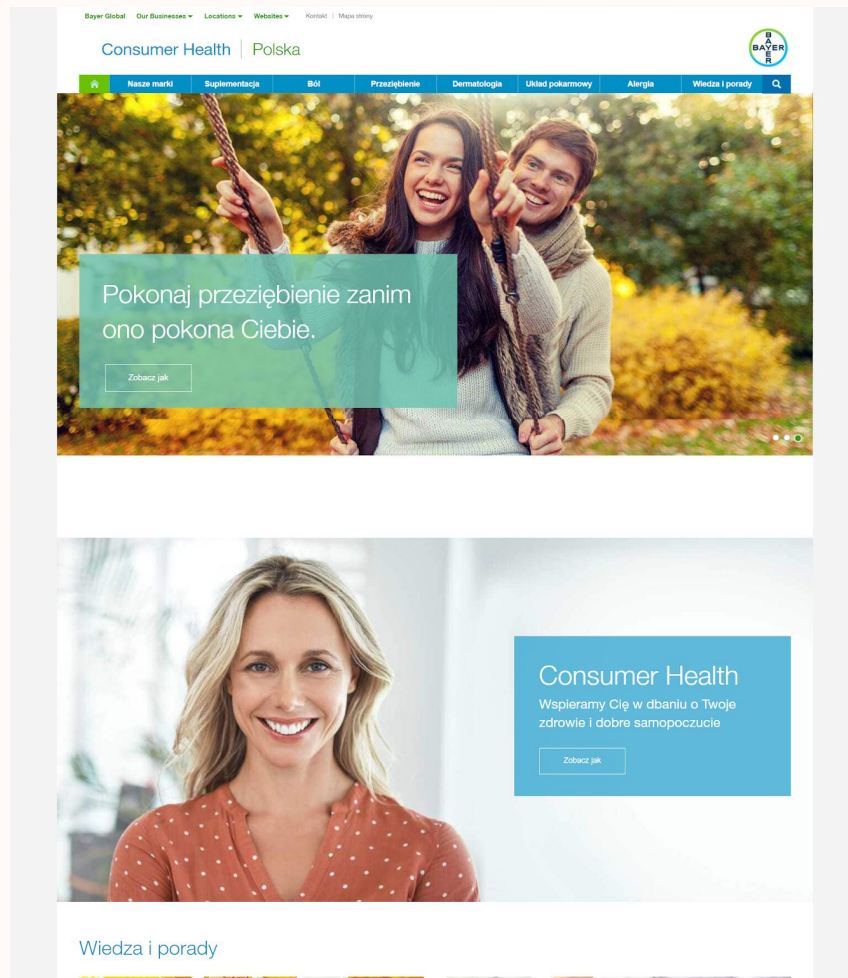 Bayer Global Our Businesses Locations Websites Kontakt | Mapa strony
Consumer Health | Polska
BAYER
BAYER
Nasze marki Suplementacja Ból Przeziębienie Dermatologia Układ pokarmowy Alergia Wiedza i porady
Pokonaj przeziębienie zanim
ono pokona Ciebie.
Zobacz jak
Consumer Health
Wspieramy Cię w dbaniu o Twoje
zdrowie i dobre samopoczucie
Zobacz jak
Wiedza i porady